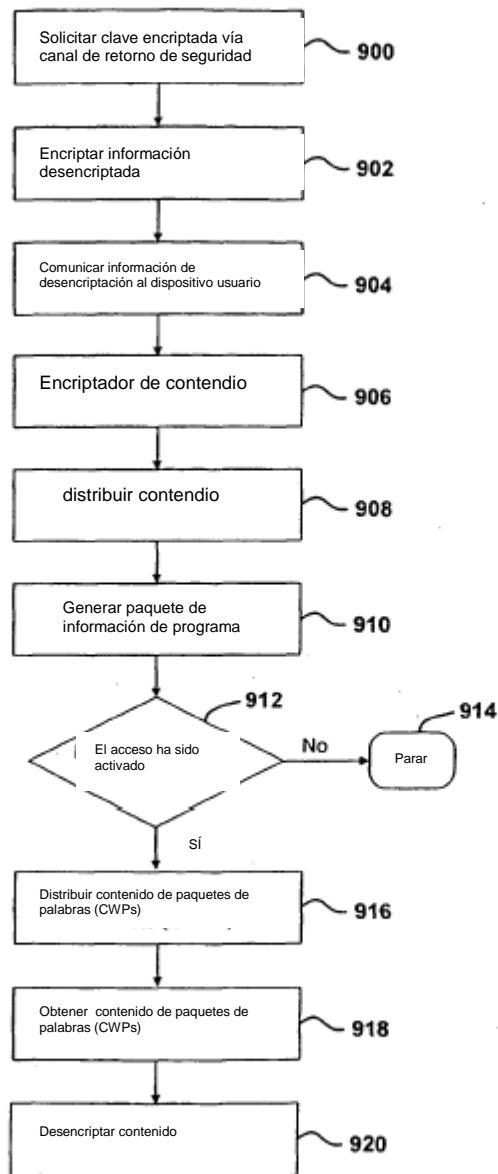 Solicitar clave encriptada vía
canal de retorno de seguridad
900
Encriptar información
desencriptada
902
Comunicar información de
desencriptación al dispositivo usuario
904
Encriptador de contendio
906
distribuir contendio
908
Generar paquete de
información de programa
910
912
El acceso ha sido
activado
No
914
Parar
SÍ
Distribuir contenido de paquetes de
palabras (CWPs)
916
Obtener contenido de paquetes de
palabras (CWPs)
918
Desencriptar contenido
920